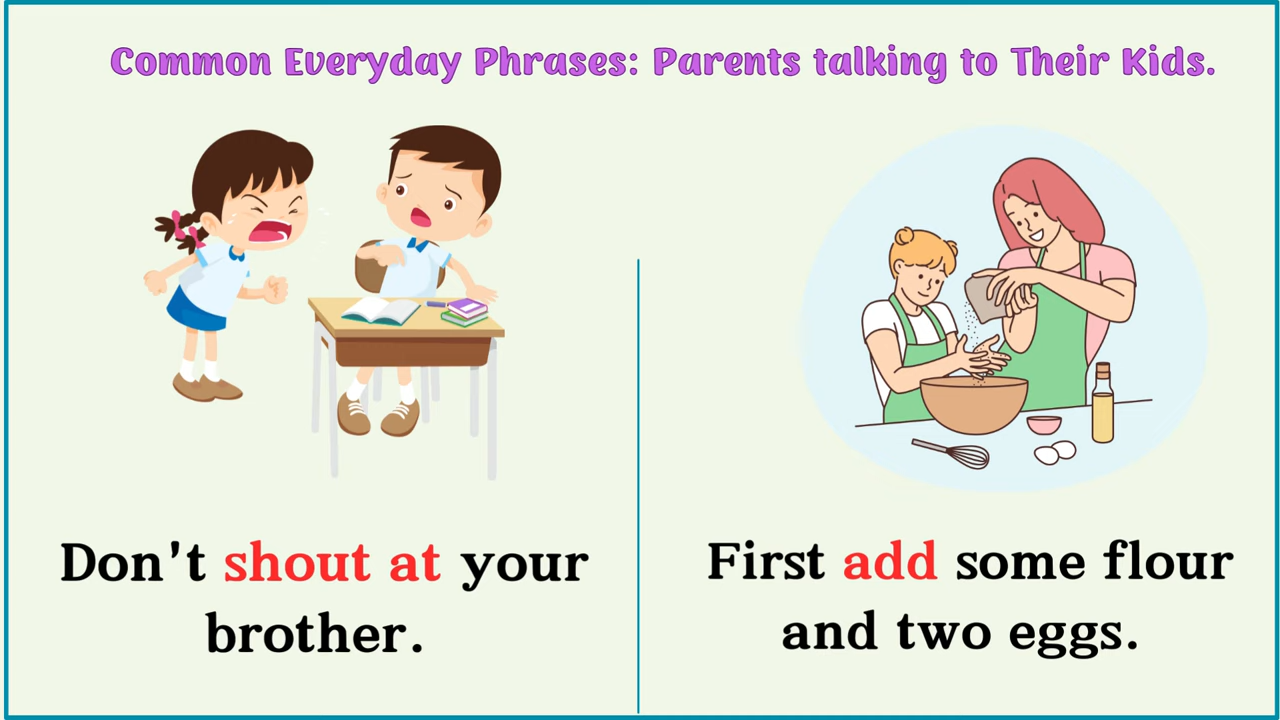 Common Everyday Phrases: Parents talking to Their Kids.
Don't shout at your
brother.
First add some flour
and two eggs.